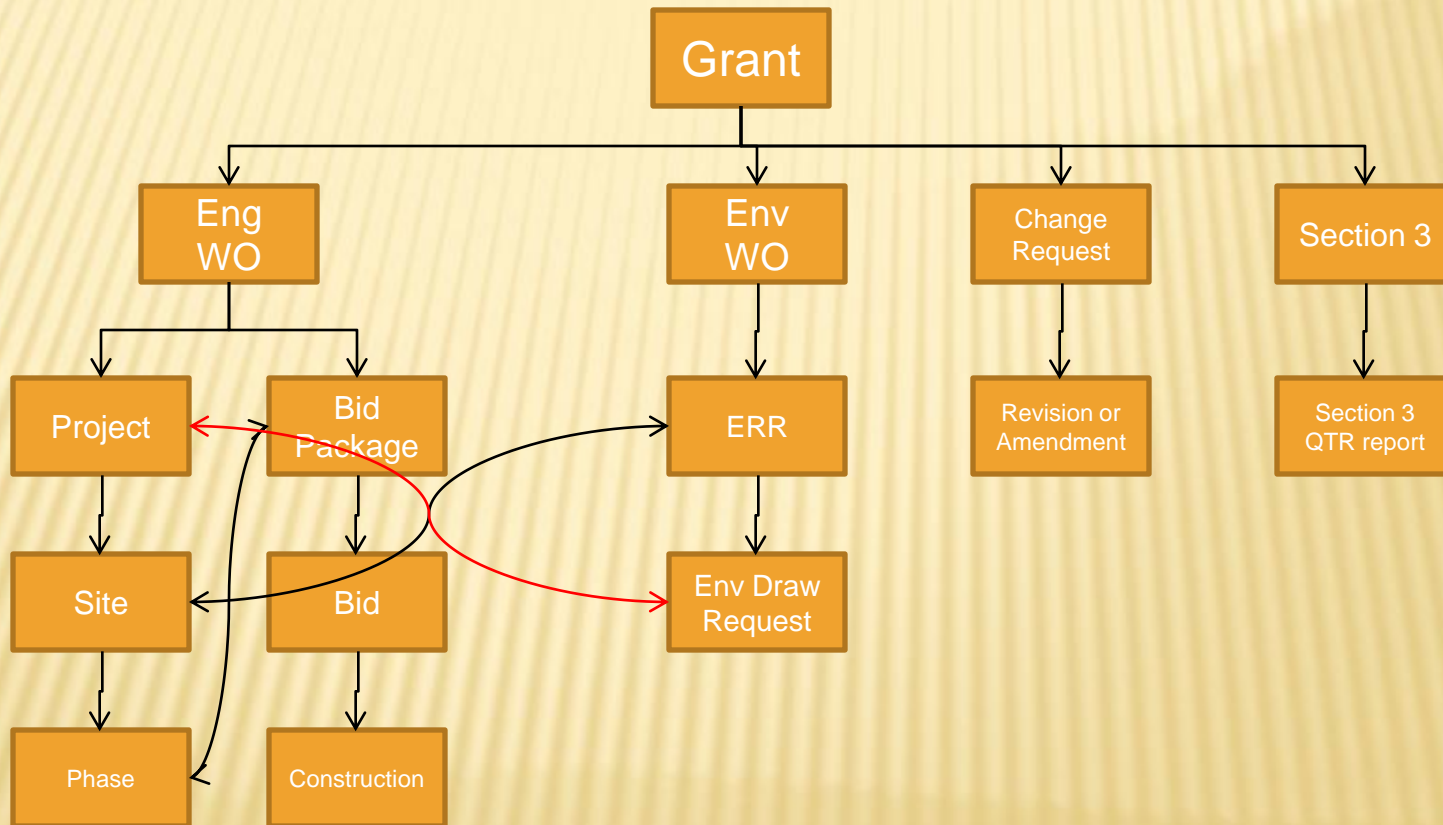 Grant
Eng
WO
Env
WO
Change
Request
Section 3
Project
Bid
Package
ERR
Revision or
Amendment
Section 3
QTR report
Site
Bid
Env Draw
Request
Phase
Construction